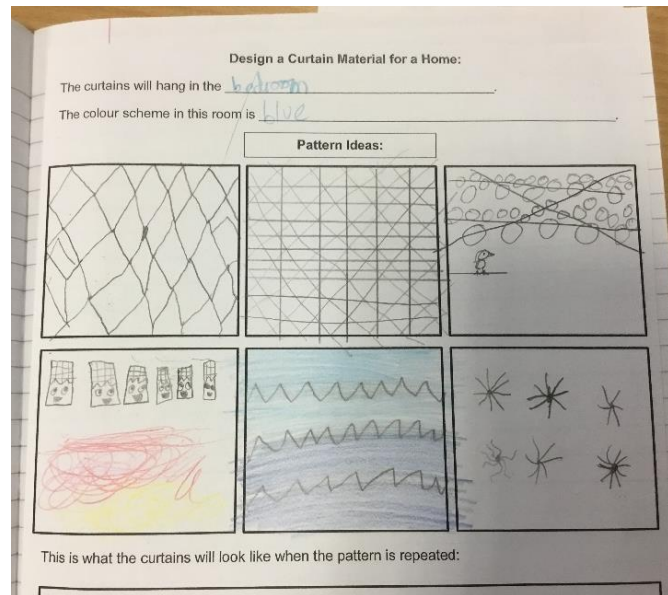 Design a Curtain Material for a Home:
The curtains will hang in the bedroom.
The colour scheme in this room is blue.
Pattern Ideas:
This is what the curtains will look like when the pattern is repeated: